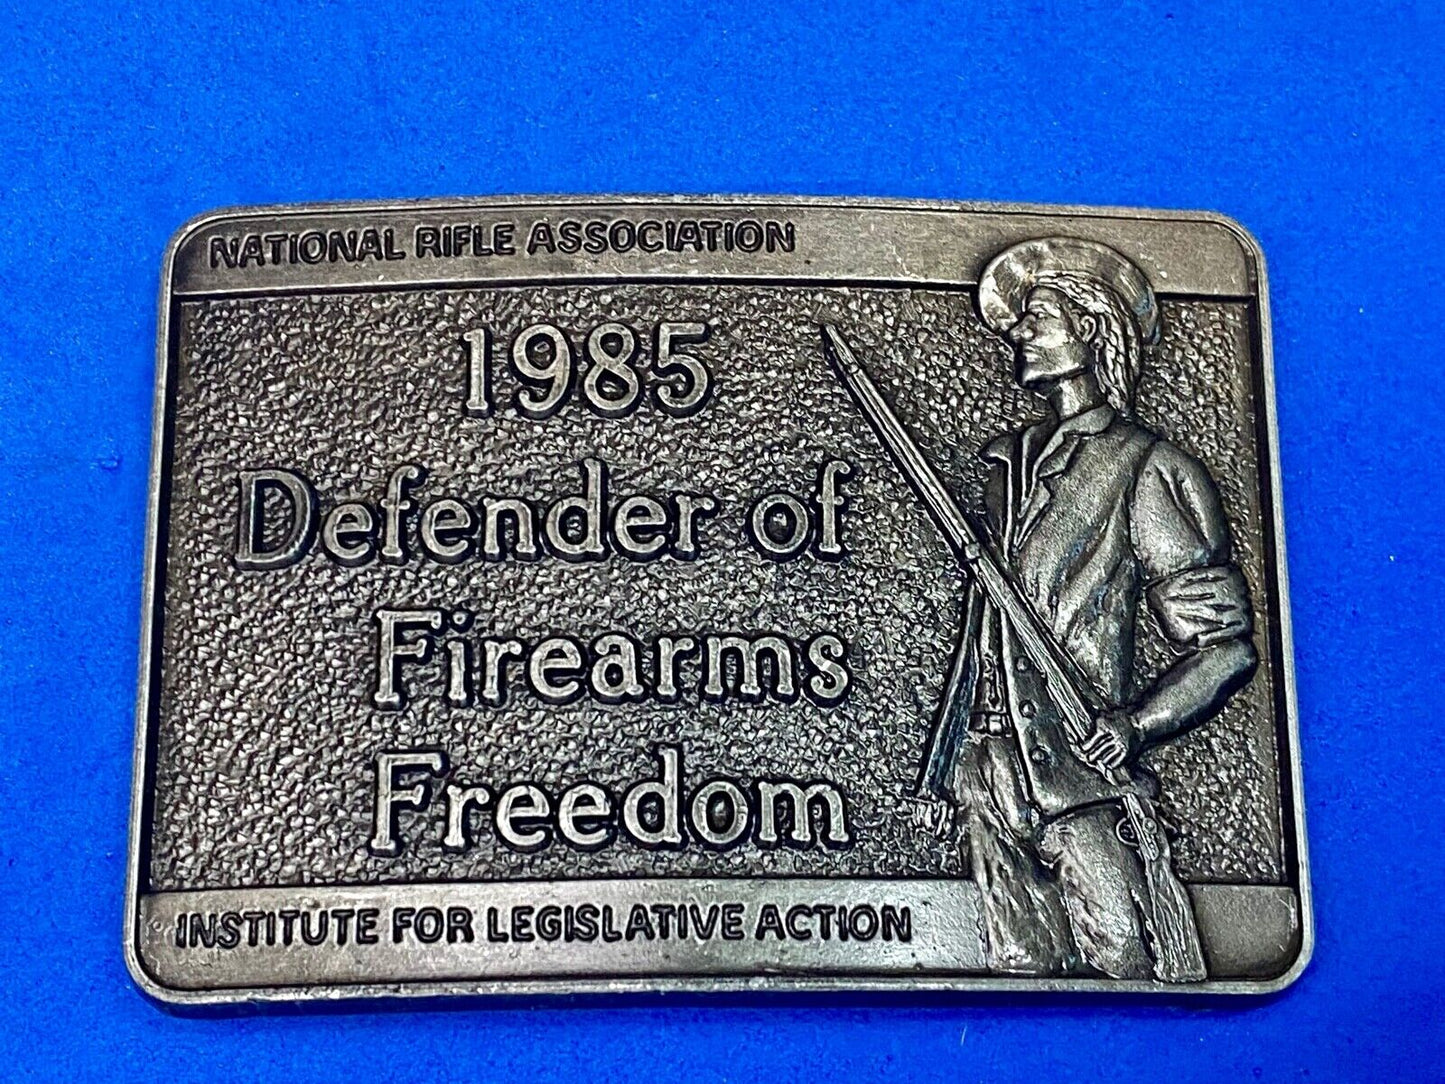 NATIONAL RIFLE ASSOCIATION
1985
Defender of
Firearms
Freedom
INSTITUTE FOR LEGISLATIVE ACTION